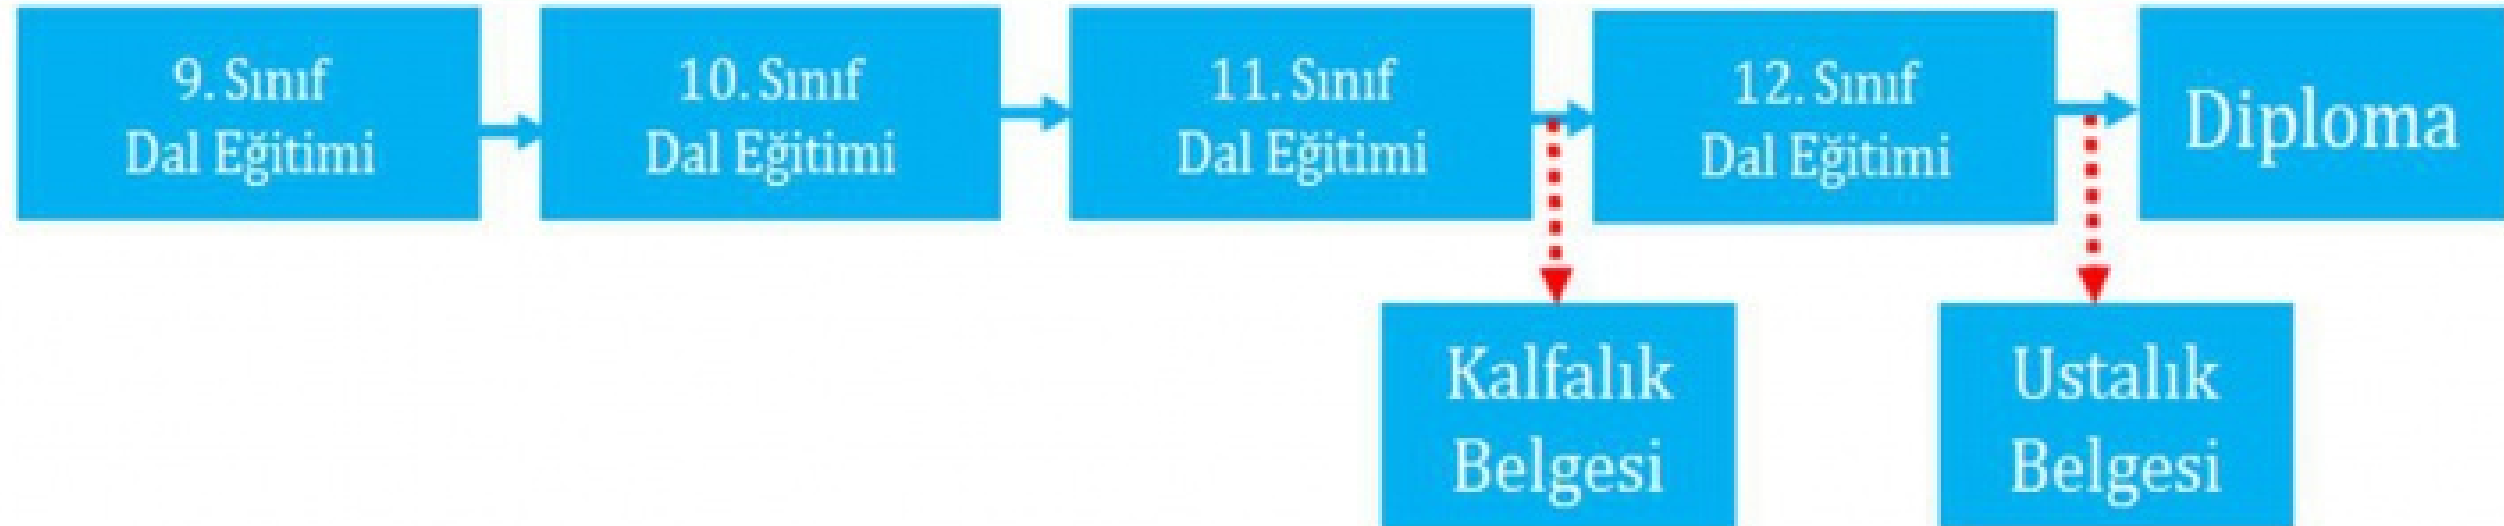 9. Sınıf
Dal Eğitimi
10. Sınıf
Dal Eğitimi
11. Sınıf
Dal Eğitimi
12. Sınıf
Dal Eğitimi
Diploma
Kalfalık
Belgesi
Ustalık
Belgesi